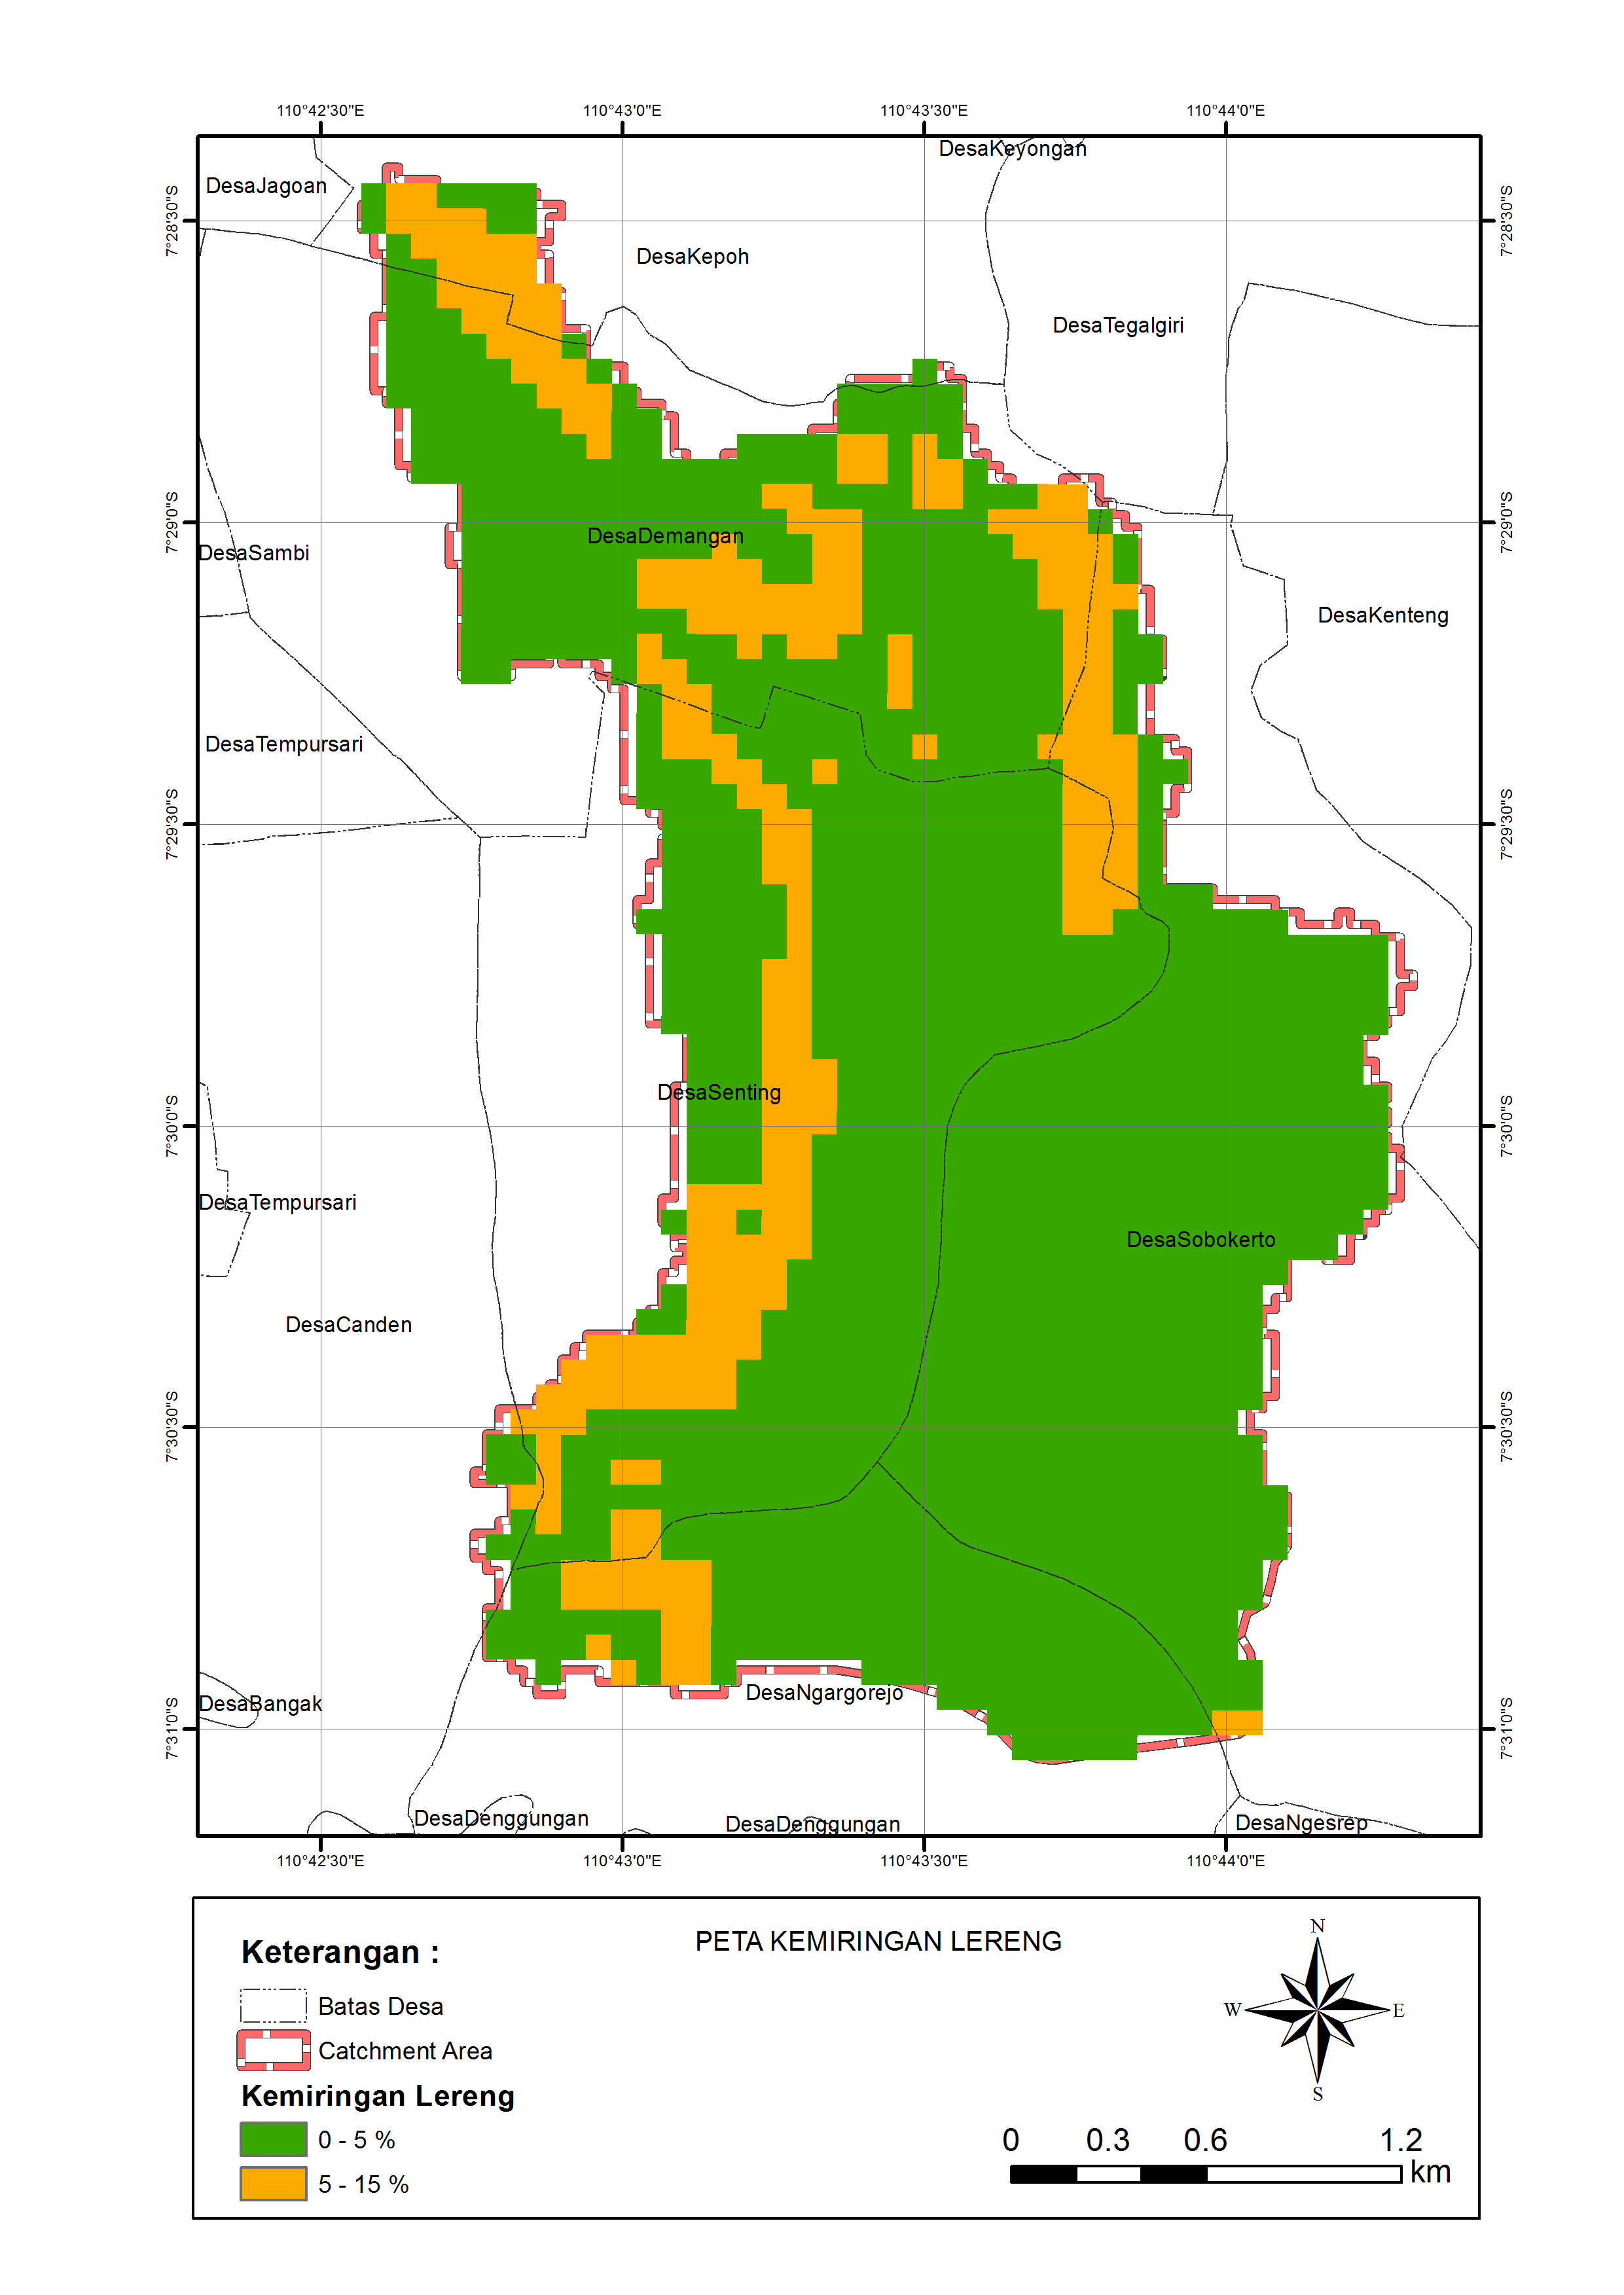 110°42'30"E 110°43'0"E 110°43'30"E 110°44'0"E
DesaKeyongan
DesaJagoan
7°28'30"S 7°28'30"S
DesaKepoh
DesaTegalgiri
7°29'0"S 7°29'0"S
DesaDemangan
DesaSambi
DesaKenteng
DesaTempursari
7°29'30"S 7°29'30"S
DesaSenting
7°30'0"S 7°30'0"S
DesaTempursari
DesaSobokerto
DesaCanden
7°30'30"S 7°30'30"S
DesaNgargorejo
DesaBangak
7°31'0"S 7°31'0"S
DesaDenggungan
DesaDenggungan
DesaNgesrep
110°42'30"E 110°43'0"E 110°43'30"E 110°44'0"E
PETA KEMIRINGAN LERENG
Keterangan :
Batas Desa
Catchment Area
Kemiringan Lereng
0 - 5 %
5 - 15 %
N
W E
S
0 0.3 0.6 1.2
km